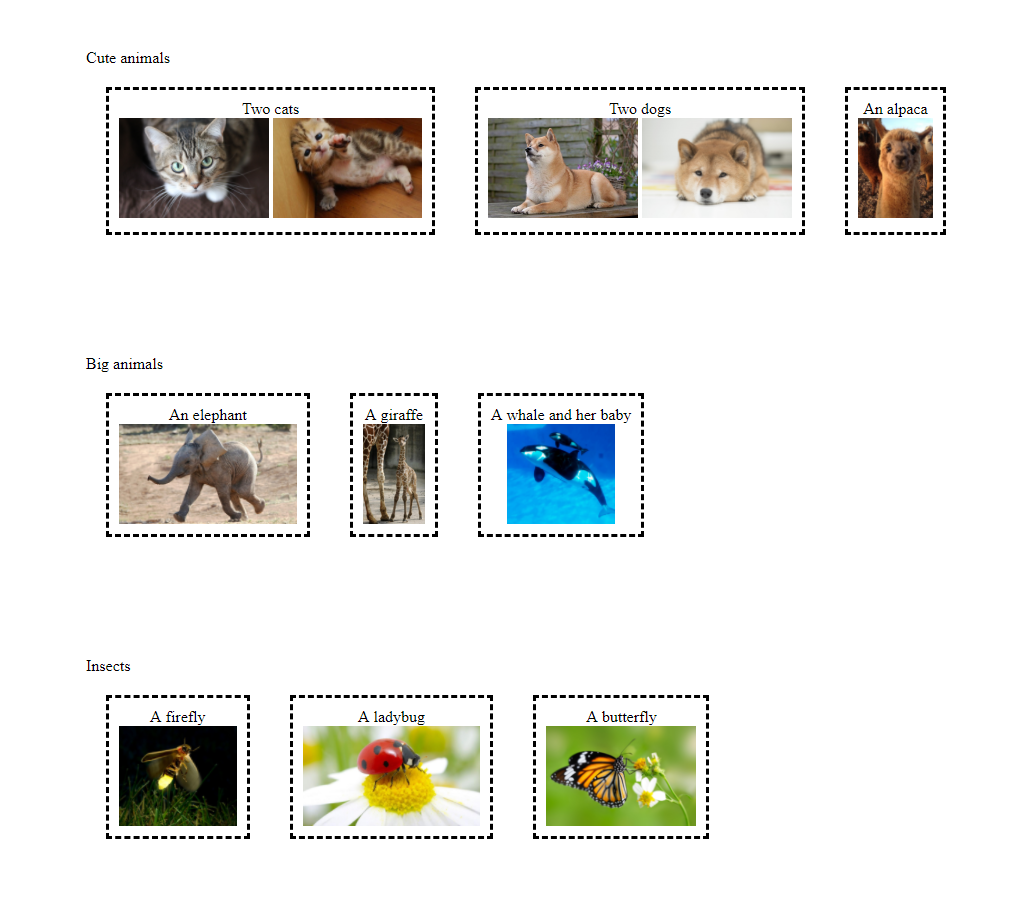 Cute animals
Two cats
Two dogs
An alpaca
Big animals
An elephant
A giraffe
A whale and her baby
Insects
A firefly
A ladybug
A butterfly